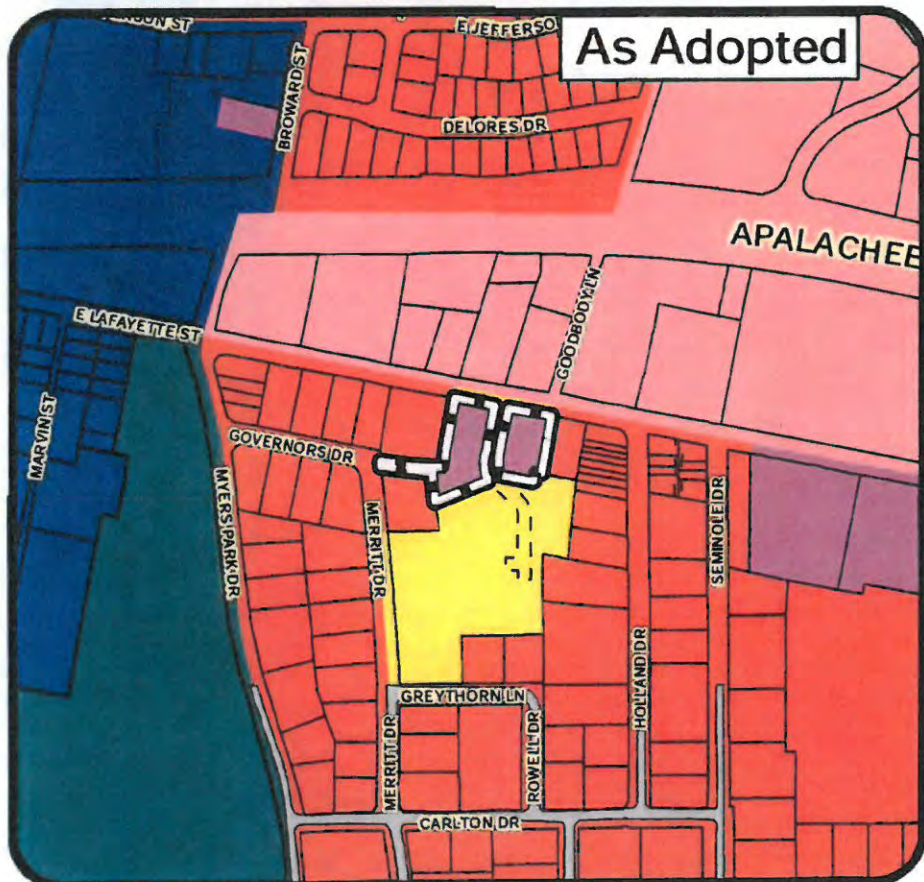 E JEFFERSO
As Adopted
BROWARD ST
DELORES DR
APALACHEE
GOODBODY LN
E LAFAYETTE ST
MARVIN ST
GOVERNORS DR
MYERS PARK DR
MERRITT DR
SEMINOLE DR
HOLLAND DR
GREYTHORN LN
MERRITT DR
ROWELL DR
CARLTON DR